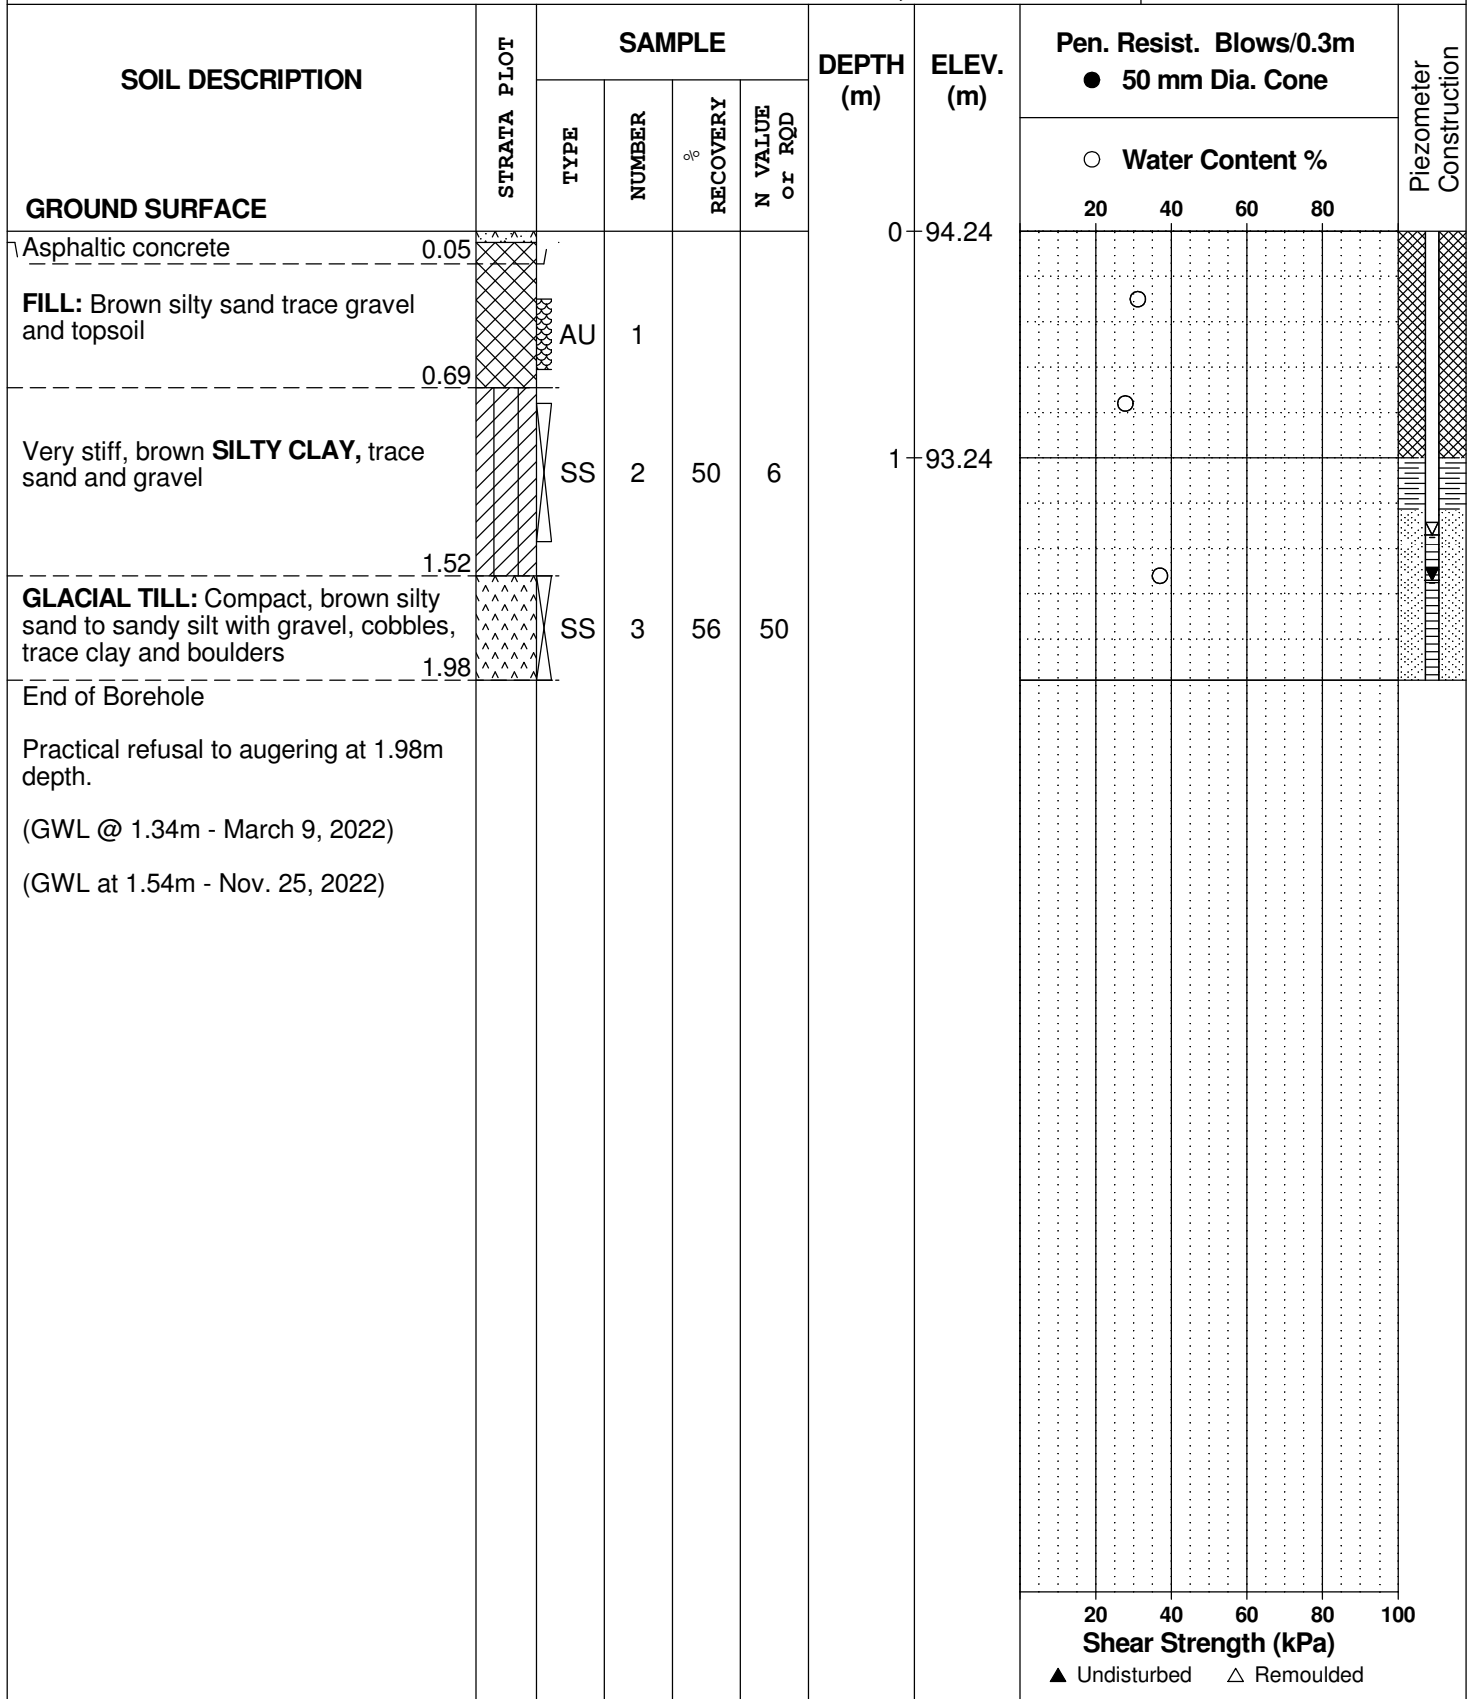 SOIL DESCRIPTION
GROUND SURFACE
STRATA PLOT
SAMPLE
TYPE
NUMBER
%
RECOVERY
N VALUE
or RQD
DEPTH
(m)
ELEV.
(m)
Pen. Resist. Blows/0.3m
● 50 mm Dia. Cone
○ Water Content %
20 40 60 80
Piezometer
Construction
Asphaltic concrete 0.05
0 94.24
FILL: Brown silty sand trace gravel
and topsoil
AU 1
0.69
Very stiff, brown SILTY CLAY, trace
sand and gravel
SS 2 50 6
1 93.24
1.52
GLACIAL TILL: Compact, brown silty
sand to sandy silt with gravel, cobbles,
trace clay and boulders
1.98
SS 3 56 50
End of Borehole
Practical refusal to augering at 1.98m
depth.
(GWL @ 1.34m - March 9, 2022)
(GWL at 1.54m - Nov. 25, 2022)
20 40 60 80 100
Shear Strength (kPa)
▲ Undisturbed △ Remoulded